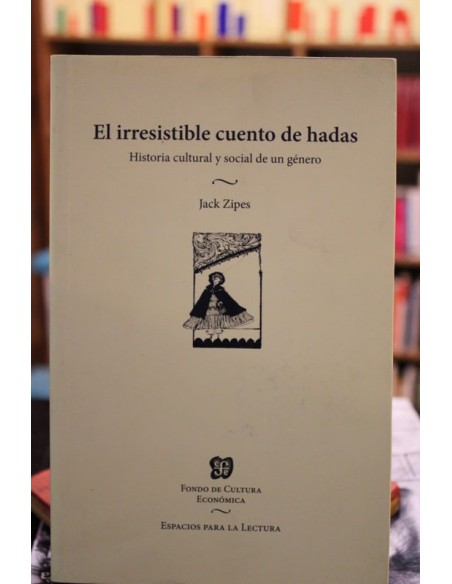 El irresistible cuento de hadas
Historia cultural y social de un género
Jack Zipes
Fondo de Cultura
Económica
Espacios para la Lectura